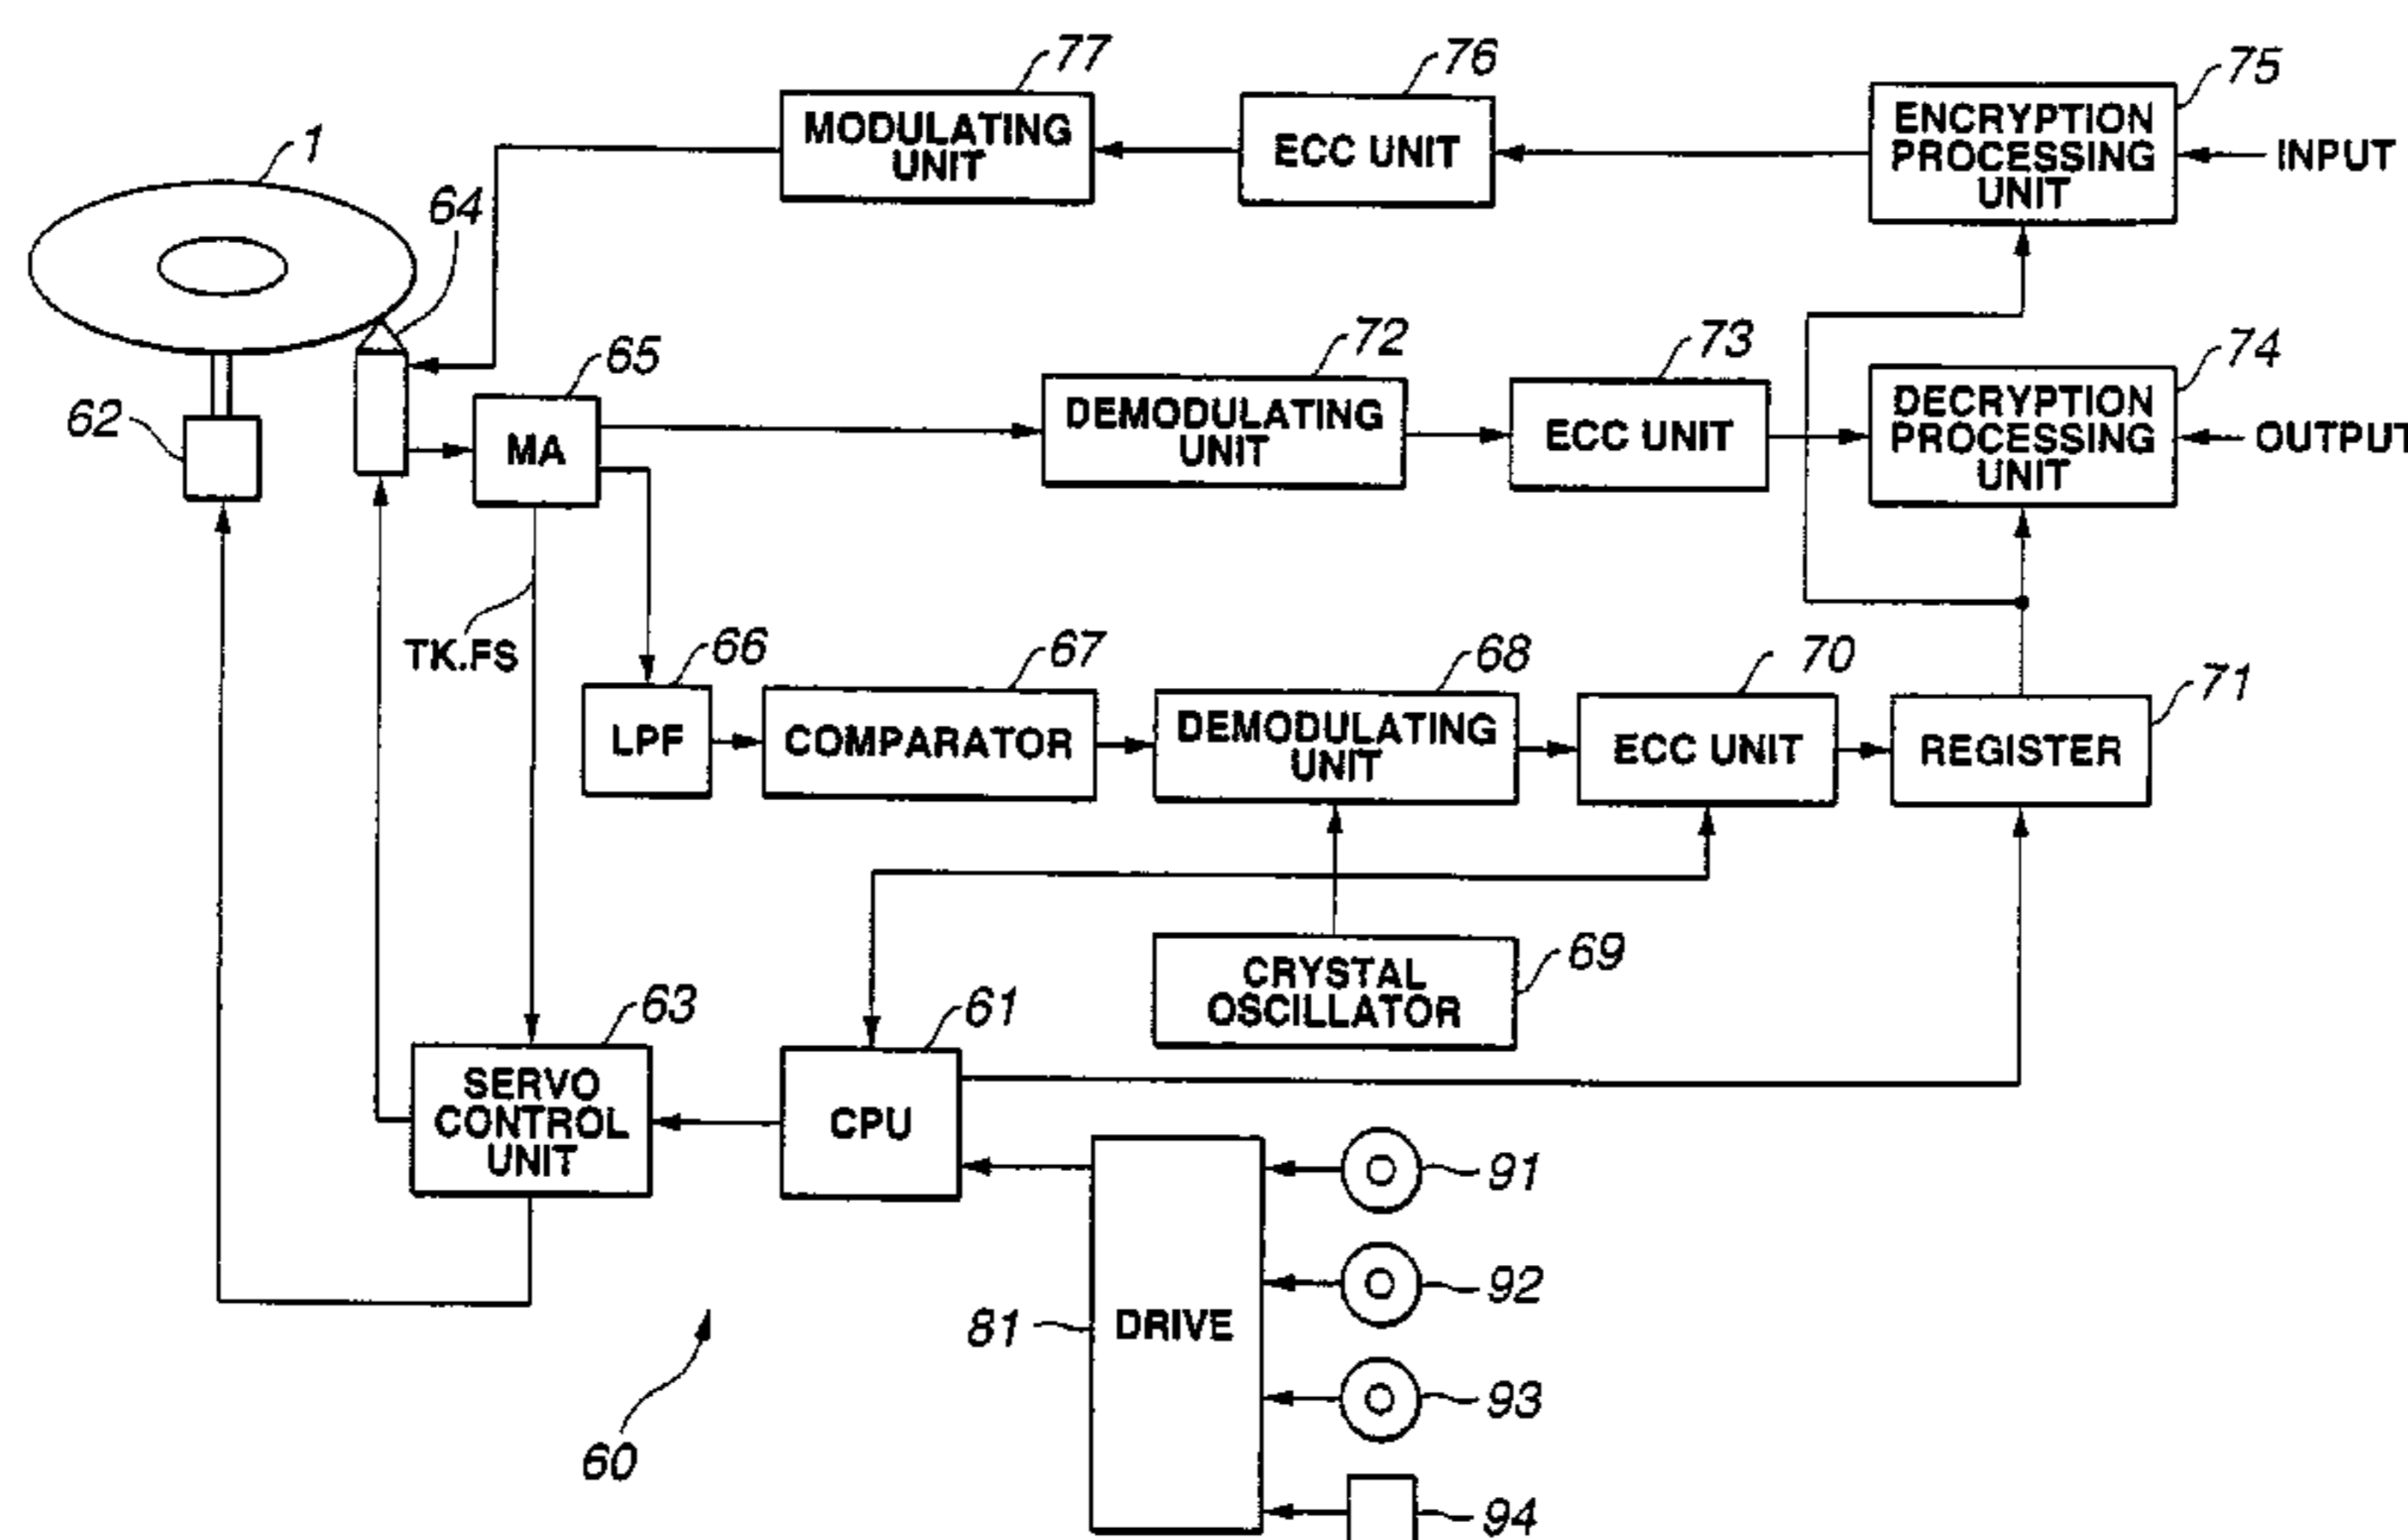 77
76
75
MODULATING
UNIT
ECC UNIT
ENCRYPTION
PROCESSING
UNIT
INPUT
1
64
65
72
73
74
62
MA
DEMODULATING
UNIT
ECC UNIT
DECRYPTION
PROCESSING
UNIT
OUTPUT
TK.FS
66
67
68
70
71
LPF
COMPARATOR
DEMODULATING
UNIT
ECC UNIT
REGISTER
63
61
69
CRYSTAL
OSCILLATOR
SERVO
CONTROL
UNIT
CPU
91
92
81
DRIVE
93
60
94